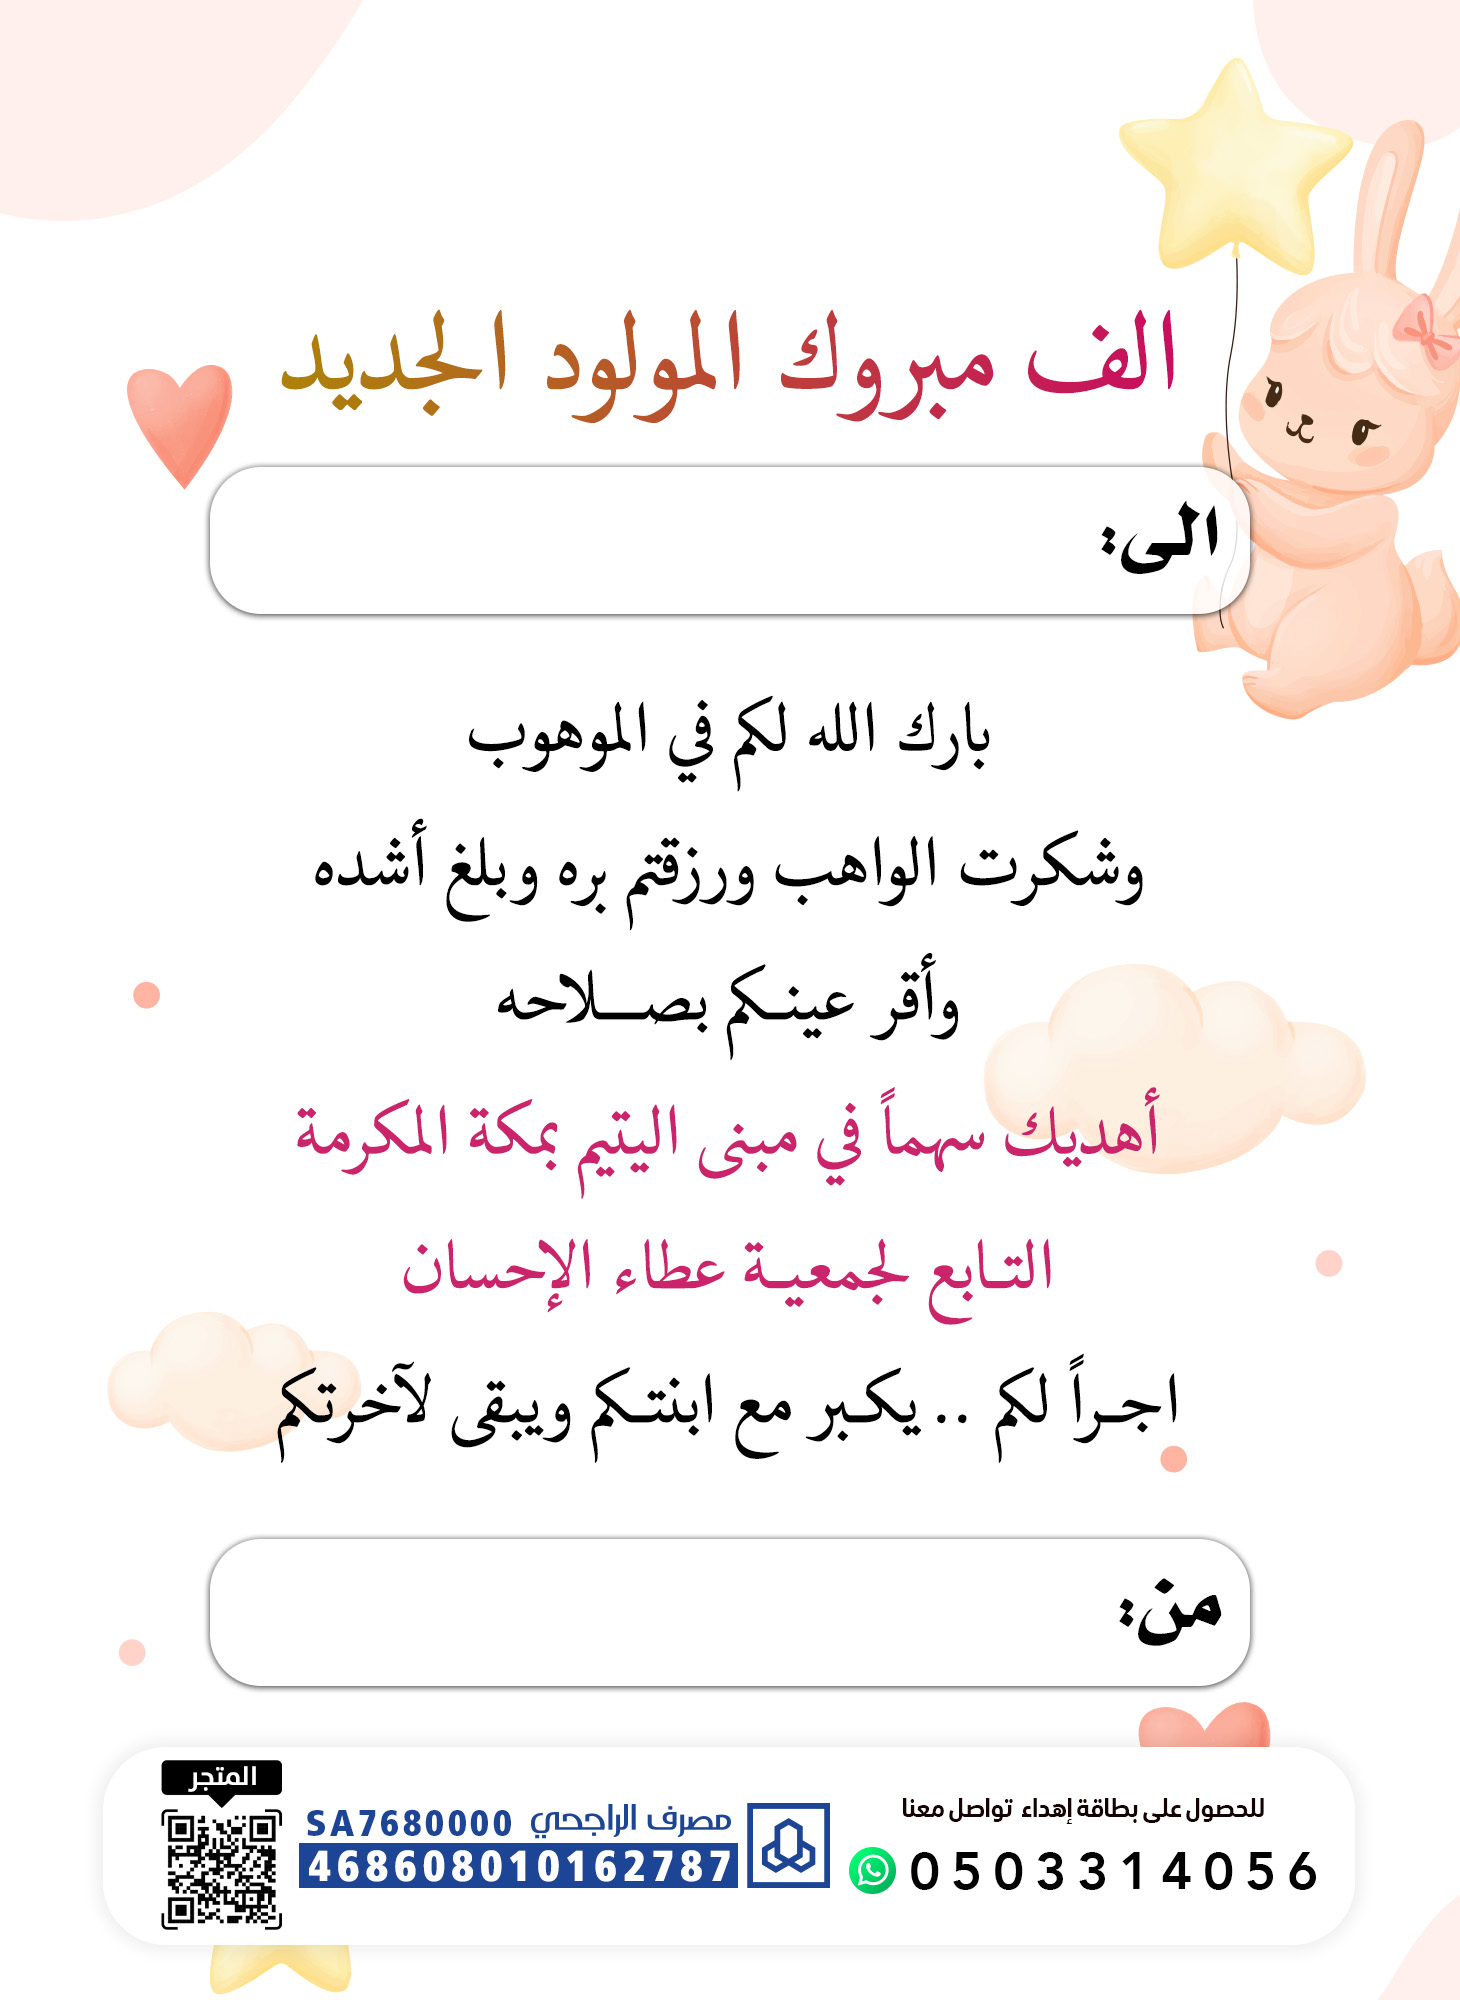 الف مبروك المولود الجديد
الى:
بارك الله لكم في الموهوب
وشكرت الواهب ورزقتم بره وبلغ أشده
وأقر عينـكم بصــلاحه
أهديك سهماً في مبنى اليتيم بمكة المكرمة
التـابع لجمعيـة عطاء الإحسان
اجـراً لكم .. يكـبر مع ابنتـكم ويبقى لآخرتكم
من:
للحصول على بطاقة إهداء تواصل معنا
0503314056
مصرف الراجحي SA7680000
468608010162787
المتجر